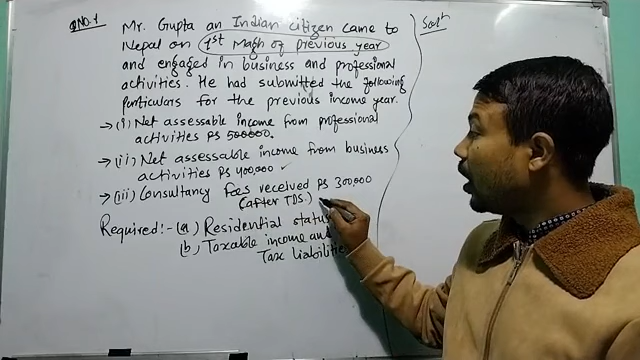 QNO.1 Mr. Gupta an Indian citizen came to
Nepal on 1st Magh of previous year
and engaged in business and professional
activities. He had submitted the following
particulars for the previous income year.
→ (i) Net assessable income from professional
activities Rs 500000.
→ (ii) Net assessable income from business
activities Rs 400,000
→ (iii) Consultancy Fees received Rs 300000
(after TDS.)
Required:- (a) Residential status
(b) Taxable income and
Tax liabilities
Solⁿ